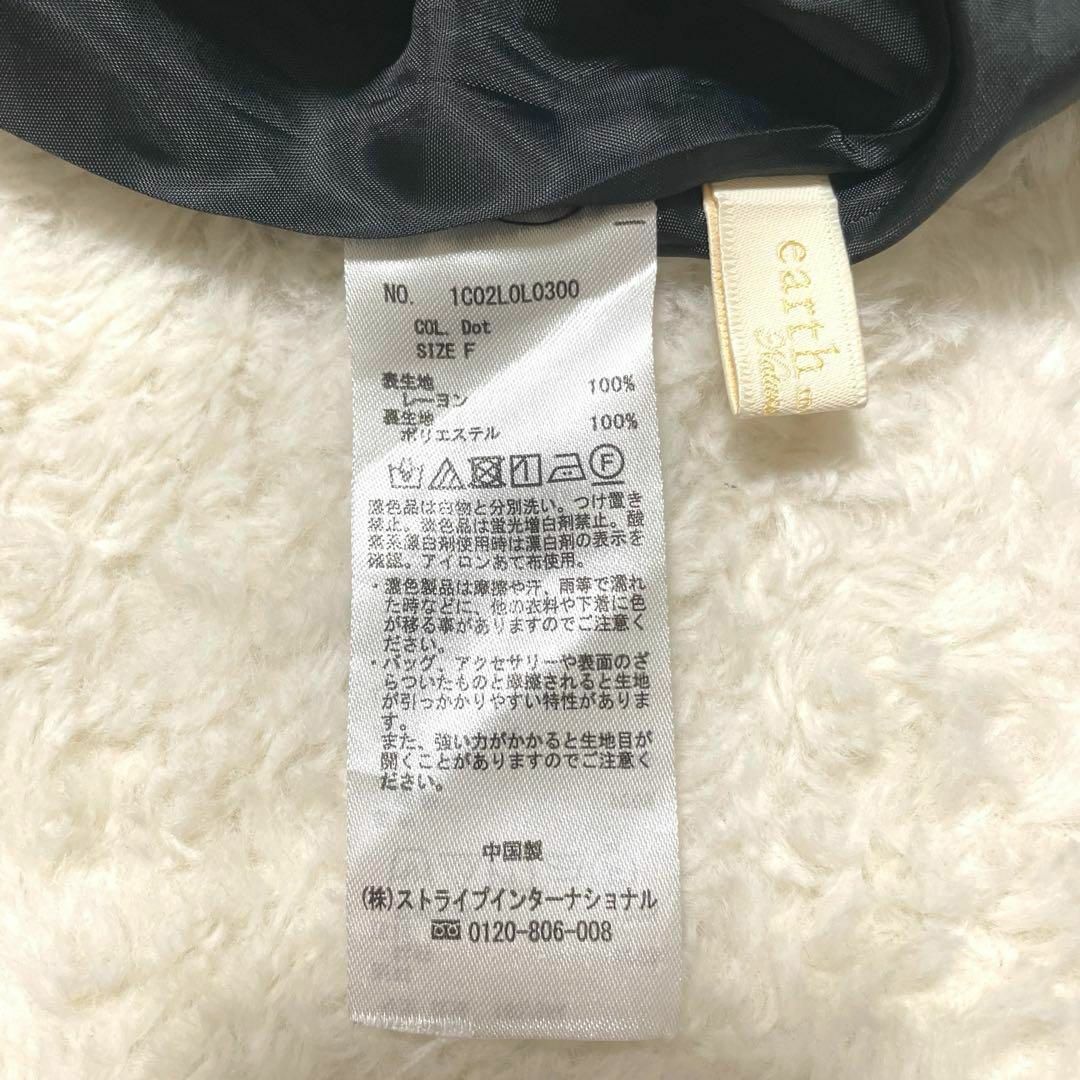 NO. 1C02L0L0300
COL. Dot
SIZE F
表生地
レーヨン 100%
裏生地
ポリエステル 100%
F
濃色品は白物と分別洗い。つけ置き
禁止。淡色品は蛍光増白剤禁止。酸
素系漂白剤使用時は漂白剤の表示を
確認。アイロンあて布使用。
・濃色製品は摩擦や汗、雨等で濡れ
た時などに、他の衣料や下着に色
が移る事がありますのでご注意く
ださい。
・バッグ、アクセサリーや表面のざ
らついたものと摩擦されると生地
が引っかかりやすい特性がありま
す。
また、強い力がかかると生地目が
開くことがありますのでご注意く
ださい。
中国製
(株)ストライプインターナショナル
0120-806-008
earth